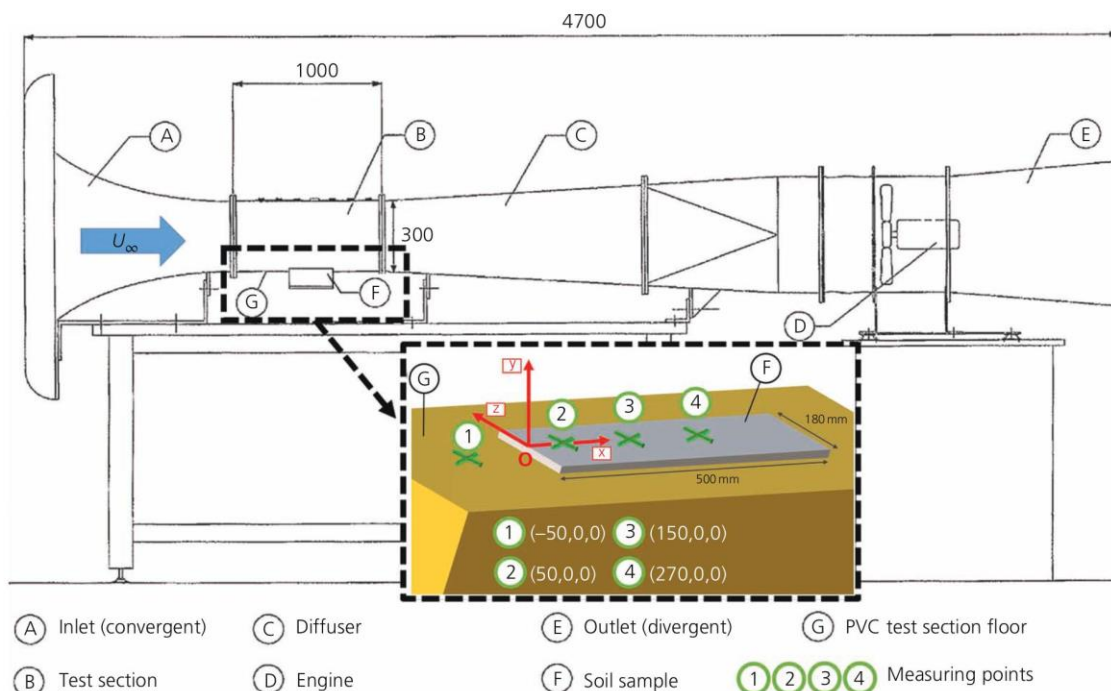 4700
1000
A
B
C
E
U∞
300
G
F
D
G
y
F
z
1
2
3
4
180 mm
O
x
500 mm
1 (–50,0,0) 3 (150,0,0)
2 (50,0,0) 4 (270,0,0)
A Inlet (convergent) C Diffuser E Outlet (divergent) G PVC test section floor
B Test section D Engine F Soil sample 1 2 3 4 Measuring points